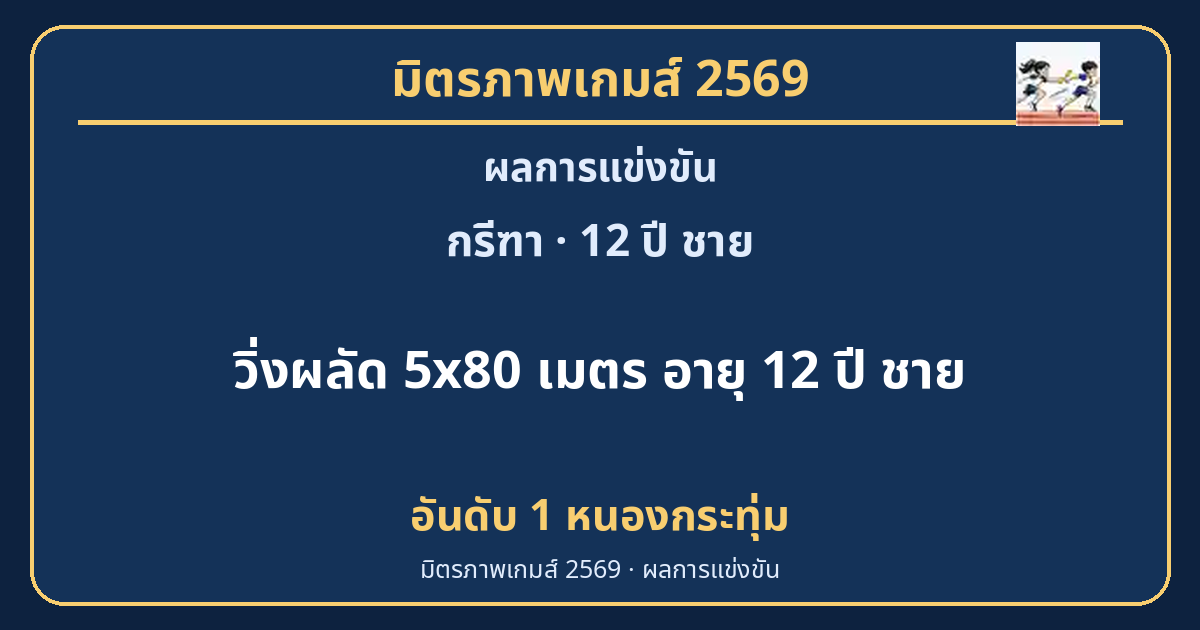 มิตรภาพเกมส์ 2569
ผลการแข่งขัน
กรีฑา · 12 ปี ชาย
วิ่งผลัด 5x80 เมตร อายุ 12 ปี ชาย
อันดับ 1 หนองกระทุ่ม
มิตรภาพเกมส์ 2569 · ผลการแข่งขัน